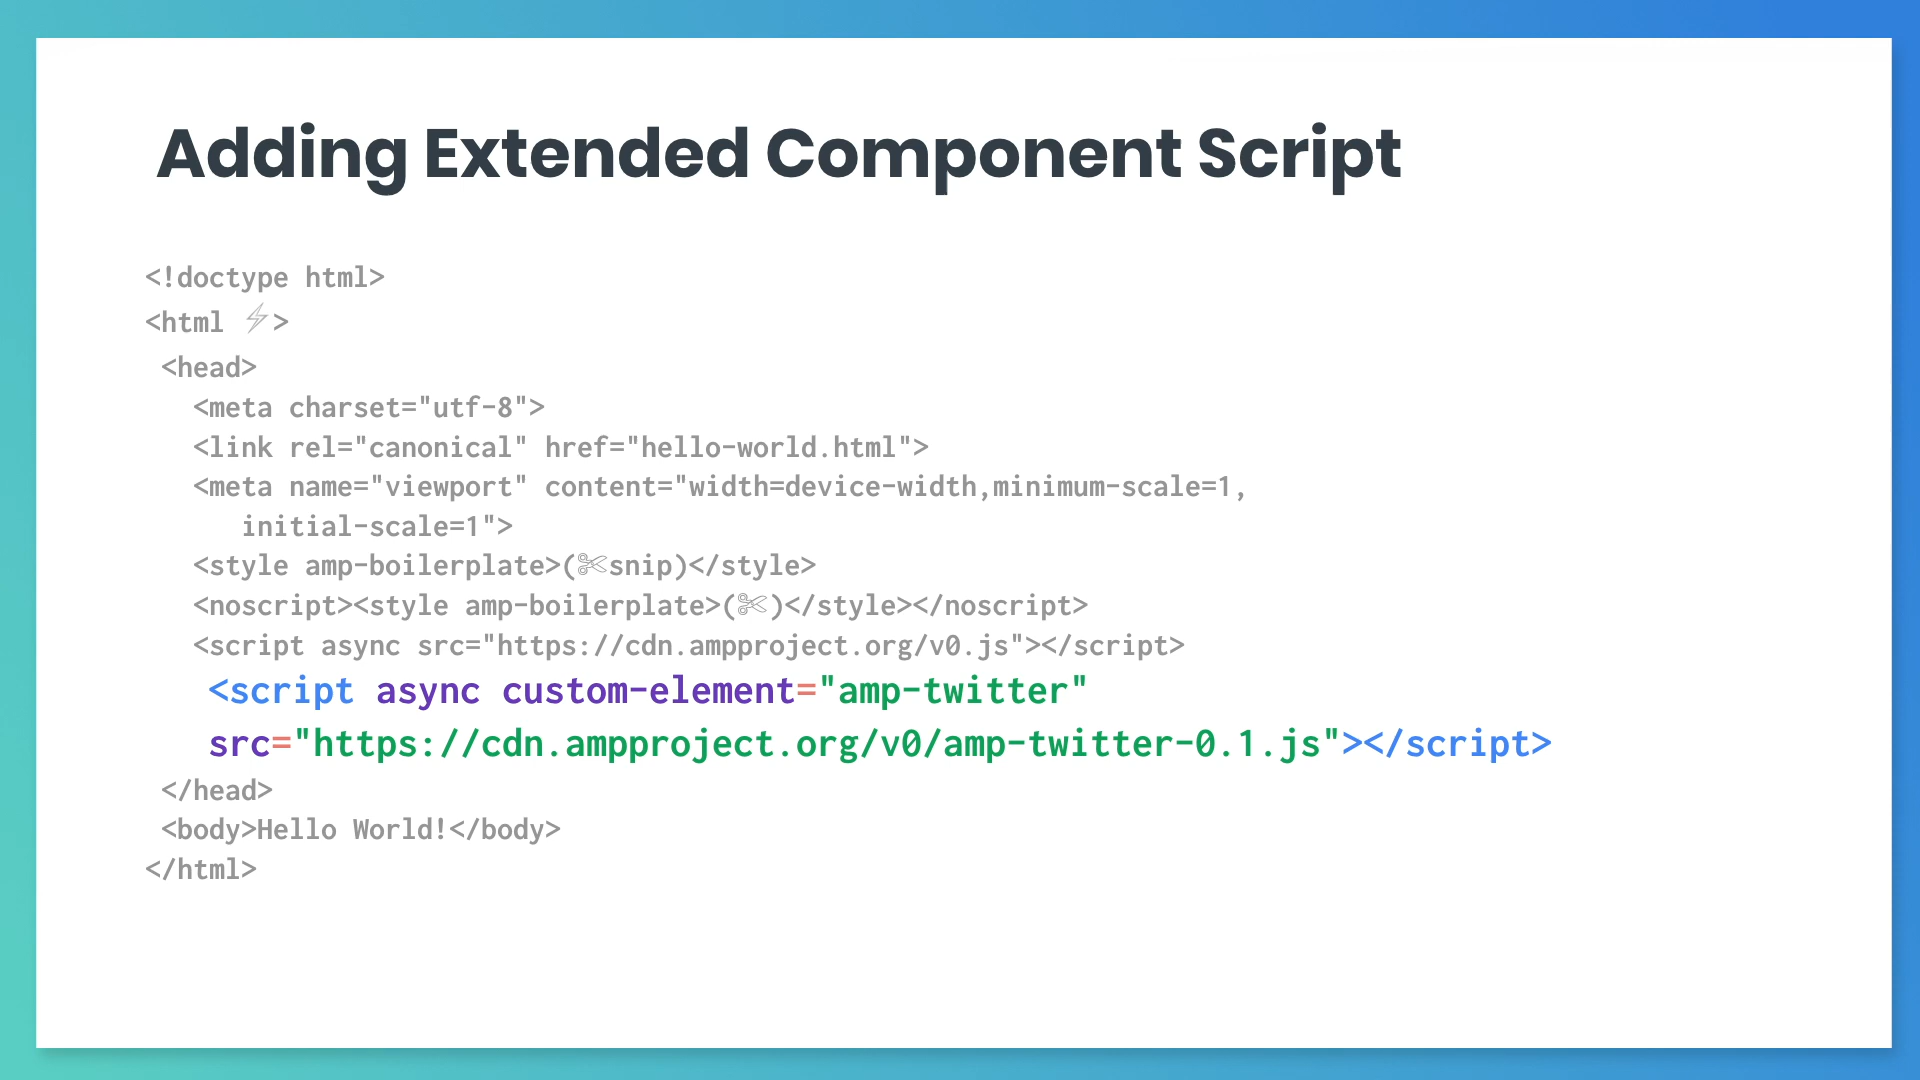 Adding Extended Component Script
<!doctype html>
<html ⚡>
<head>
<meta charset="utf-8">
<link rel="canonical" href="hello-world.html">
<meta name="viewport" content="width=device-width,minimum-scale=1,
initial-scale=1">
<style amp-boilerplate>(✄snip)</style>
<noscript><style amp-boilerplate>(✄)</style></noscript>
<script async src="https://cdn.ampproject.org/v0.js"></script>
<script async custom-element="amp-twitter"
src="https://cdn.ampproject.org/v0/amp-twitter-0.1.js"></script>
</head>
<body>Hello World!</body>
</html>